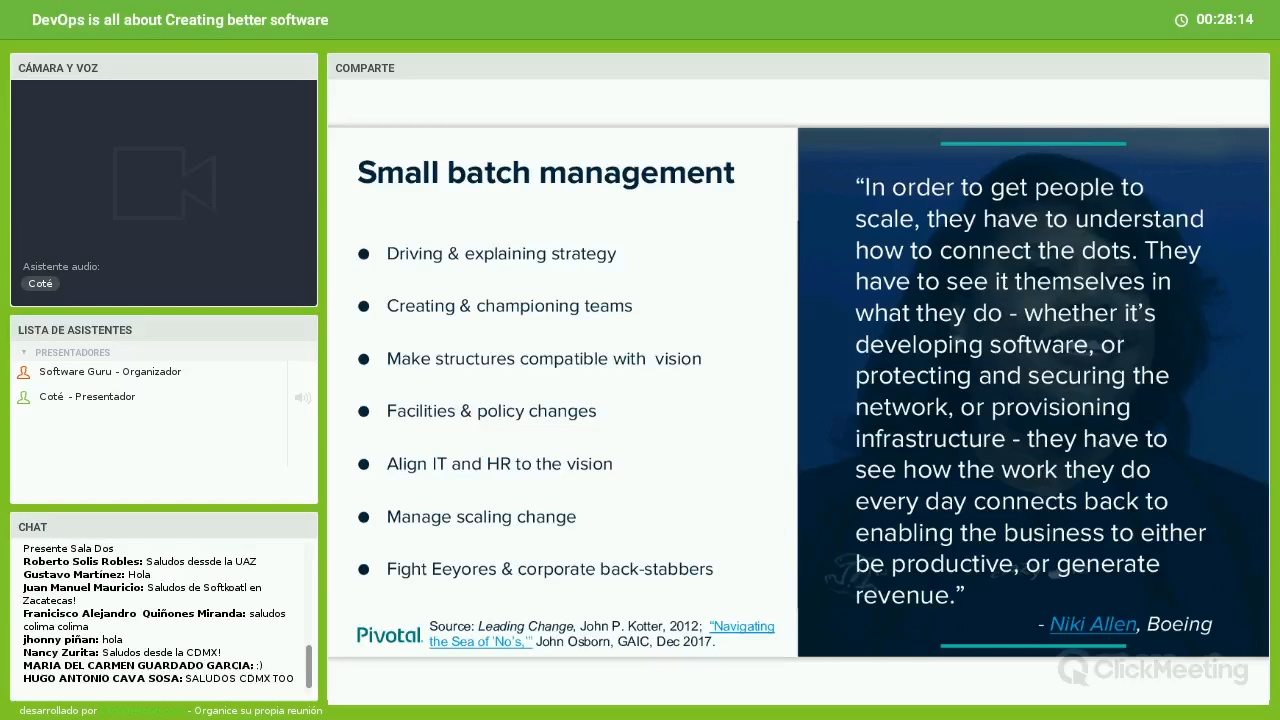 DevOps is all about Creating better software
00:28:14
CÁMARA Y VOZ
Asistente audio:
Coté
LISTA DE ASISTENTES
PRESENTADORES
Software Guru - Organizador
Coté - Presentador
CHAT
Presente Sala Dos
Roberto Solis Robles: Saludos dessde la UAZ
Gustavo Martínez: Hola
Juan Manuel Mauricio: Saludos de Softkoatl en
Zacatecas!
Francicso Alejandro Quiñones Miranda: saludos
colima colima
jhonny piñan: hola
Nancy Zurita: Saludos desde la CDMX!
MARIA DEL CARMEN GUARDADO GARCIA: :)
HUGO ANTONIO CAVA SOSA: SALUDOS CDMX TOO
desarrollado por
- Organice su propia reunión
COMPARTE
Small batch management
● Driving & explaining strategy
● Creating & championing teams
● Make structures compatible with vision
● Facilities & policy changes
● Align IT and HR to the vision
● Manage scaling change
● Fight Eeyores & corporate back-stabbers
Pivotal.
Source: Leading Change, John P. Kotter, 2012; “Navigating
the Sea of ‘No’s,’” John Osborn, GAIC, Dec 2017.
“In order to get people to
scale, they have to understand
how to connect the dots. They
have to see it themselves in
what they do - whether it’s
developing software, or
protecting and securing the
network, or provisioning
infrastructure - they have to
see how the work they do
every day connects back to
enabling the business to either
be productive, or generate
revenue.”
- Niki Allen, Boeing
ClickMeeting